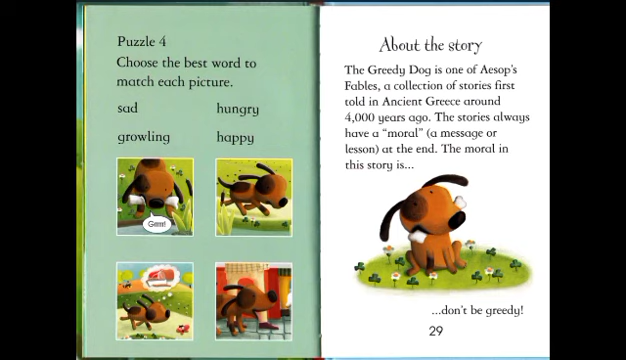 Puzzle 4
Choose the best word to
match each picture.
sad hungry
growling happy
Grrrr!
About the story
The Greedy Dog is one of Aesop's
Fables, a collection of stories first
told in Ancient Greece around
4,000 years ago. The stories always
have a "moral" (a message or
lesson) at the end. The moral in
this story is...
...don't be greedy!
29